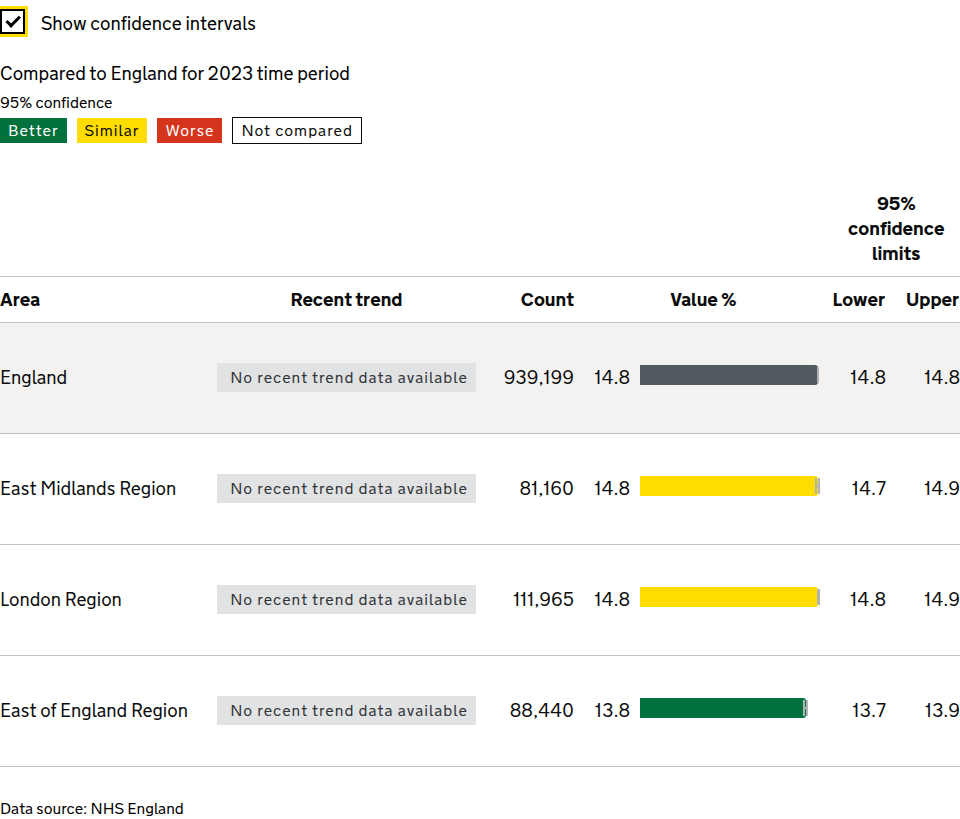 Show confidence intervals
Compared to England for 2023 time period
95% confidence
Better Similar Worse Not compared
95%
confidence
limits
Area Recent trend Count Value % Lower Upper
England No recent trend data available 939,199 14.8 14.8 14.8
East Midlands Region No recent trend data available 81,160 14.8 14.7 14.9
London Region No recent trend data available 111,965 14.8 14.8 14.9
East of England Region No recent trend data available 88,440 13.8 13.7 13.9
Data source: NHS England